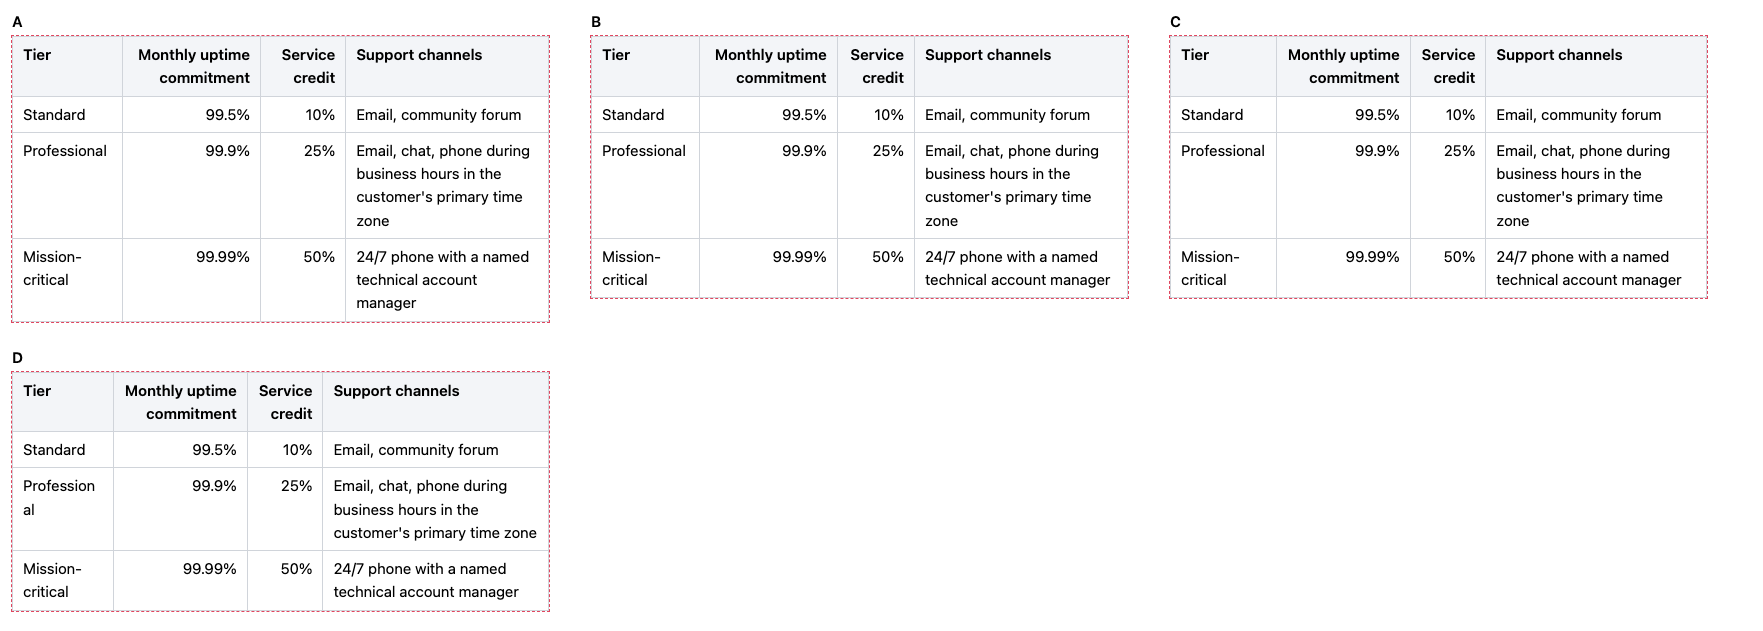 A
Tier Monthly uptime commitment Service credit Support channels
Standard 99.5% 10% Email, community forum
Professional 99.9% 25% Email, chat, phone during
business hours in the
customer's primary time
zone
Mission- 99.99% 50% 24/7 phone with a named
critical technical account
manager
B
Tier Monthly uptime commitment Service credit Support channels
Standard 99.5% 10% Email, community forum
Professional 99.9% 25% Email, chat, phone during
business hours in the
customer's primary time
zone
Mission- 99.99% 50% 24/7 phone with a named
critical technical account manager
C
Tier Monthly uptime commitment Service credit Support channels
Standard 99.5% 10% Email, community forum
Professional 99.9% 25% Email, chat, phone during
business hours in the
customer's primary time
zone
Mission- 99.99% 50% 24/7 phone with a named
critical technical account manager
D
Tier Monthly uptime commitment Service credit Support channels
Standard 99.5% 10% Email, community forum
Profession 99.9% 25% Email, chat, phone during
al business hours in the
customer's primary time zone
Mission- 99.99% 50% 24/7 phone with a named
critical technical account manager